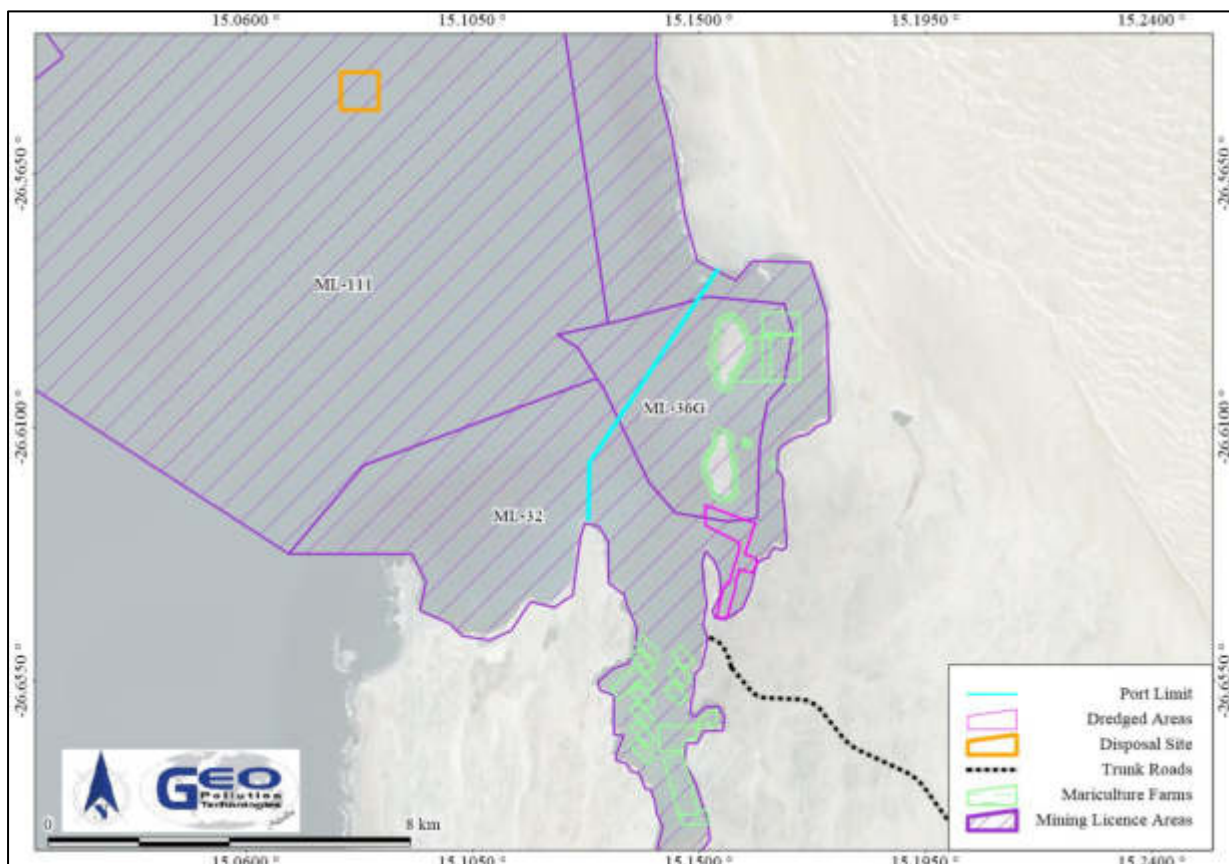 15.0600 °
15.1050 °
15.1500 °
15.1950 °
15.2400 °
-26.5650 °
-26.5650 °
ML-111
ML-36G
-26.6100 °
-26.6100 °
ML-32
-26.6550 °
-26.6550 °
Port Limit
Dredged Areas
Disposal Site
Trunk Roads
Mariculture Farms
Mining Licence Areas
GEO
Pollution
Technologies
0
8 km
15.0600 °
15.1050 °
15.1500 °
15.1950 °
15.2400 °